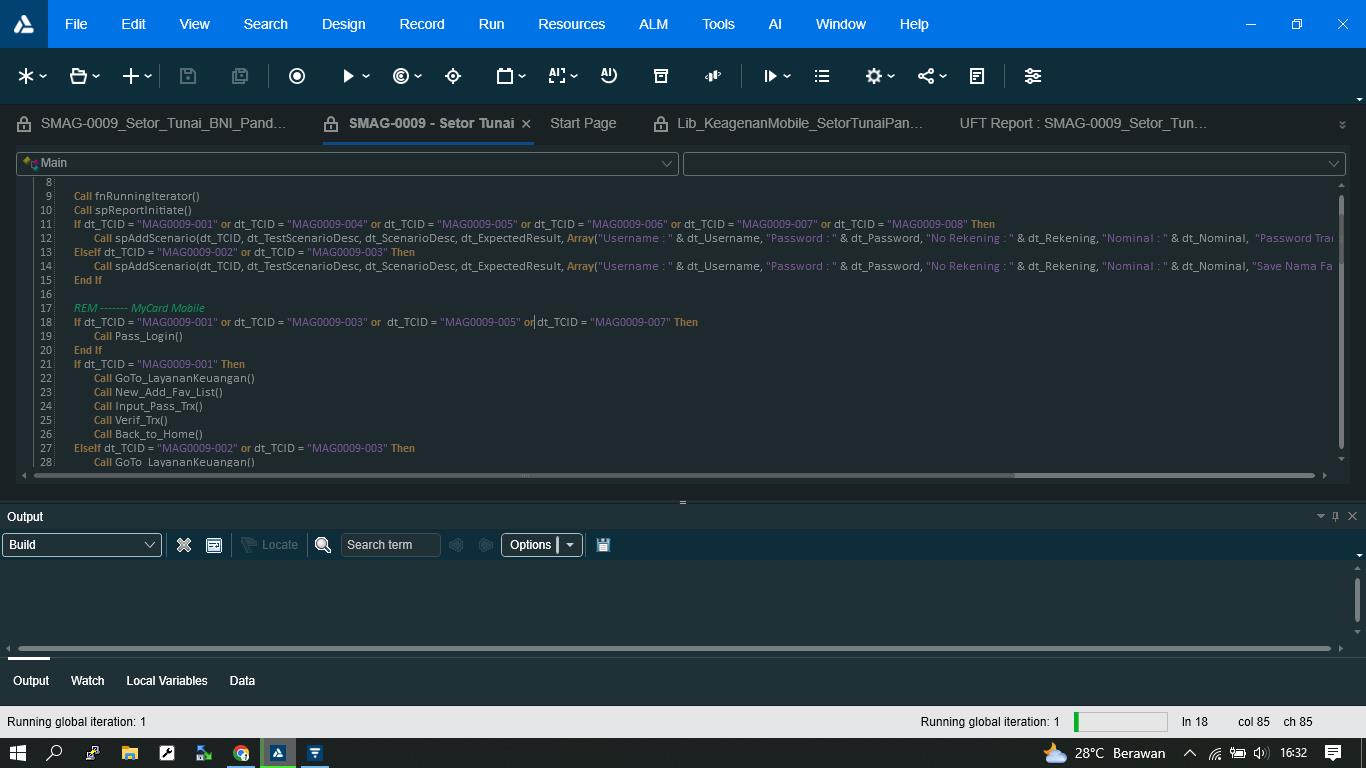 File Edit View Search Design Record Run Resources ALM Tools AI Window Help
SMAG-0009_Setor_Tunai_BNI_Pand... SMAG-0009 - Setor Tunai Start Page Lib_KeagenanMobile_SetorTunaiPan... UFT Report : SMAG-0009_Setor_Tun...
Main
8
9 Call fnRunningIterator()
10 Call spReportInitiate()
11 If dt_TCID = "MAG0009-001" or dt_TCID = "MAG0009-004" or dt_TCID = "MAG0009-005" or dt_TCID = "MAG0009-006" or dt_TCID = "MAG0009-007" or dt_TCID = "MAG0009-008" Then
12 Call spAddScenario(dt_TCID, dt_TestScenarioDesc, dt_ScenarioDesc, dt_ExpectedResult, Array("Username : " & dt_Username, "Password : " & dt_Password, "No Rekening : " & dt_Rekening, "Nominal : " & dt_Nominal, "Password Tra
13 ElseIf dt_TCID = "MAG0009-002" or dt_TCID = "MAG0009-003" Then
14 Call spAddScenario(dt_TCID, dt_TestScenarioDesc, dt_ScenarioDesc, dt_ExpectedResult, Array("Username : " & dt_Username, "Password : " & dt_Password, "No Rekening : " & dt_Rekening, "Nominal : " & dt_Nominal, "Save Nama Fa
15 End If
16
17 REM ------- MyCard Mobile
18 If dt_TCID = "MAG0009-001" or dt_TCID = "MAG0009-003" or dt_TCID = "MAG0009-005" or dt_TCID = "MAG0009-007" Then
19 Call Pass_Login()
20 End If
21 If dt_TCID = "MAG0009-001" Then
22 Call GoTo_LayananKeuangan()
23 Call New_Add_Fav_List()
24 Call Input_Pass_Trx()
25 Call Verif_Trx()
26 Call Back_to_Home()
27 ElseIf dt_TCID = "MAG0009-002" or dt_TCID = "MAG0009-003" Then
28 Call GoTo_LayananKeuangan()
Output
Build Locate Search term Options
Output Watch Local Variables Data
Running global iteration: 1 Running global iteration: 1 ln 18 col 85 ch 85
28°C Berawan 16:32